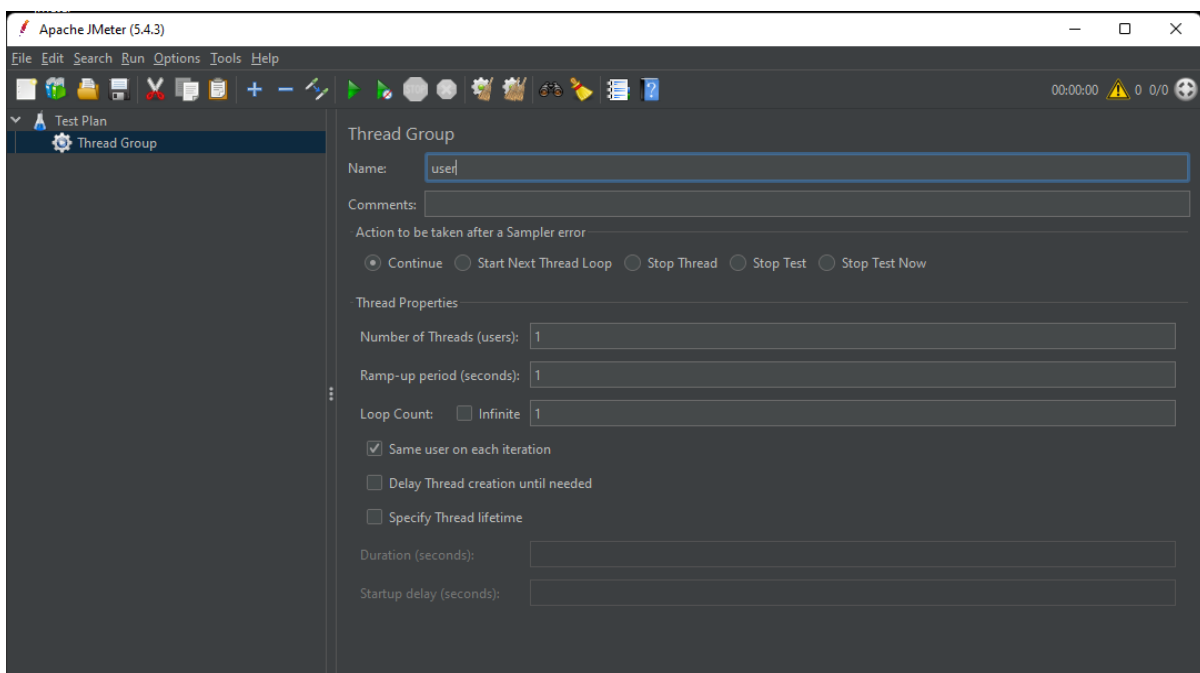 Apache JMeter (5.4.3)
File Edit Search Run Options Tools Help
STOP
00:00:00 0 0/0
Test Plan
Thread Group
Thread Group
Name: user
Comments:
Action to be taken after a Sampler error
Continue Start Next Thread Loop Stop Thread Stop Test Stop Test Now
Thread Properties
Number of Threads (users): 1
Ramp-up period (seconds): 1
Loop Count: Infinite 1
Same user on each iteration
Delay Thread creation until needed
Specify Thread lifetime
Duration (seconds):
Startup delay (seconds):